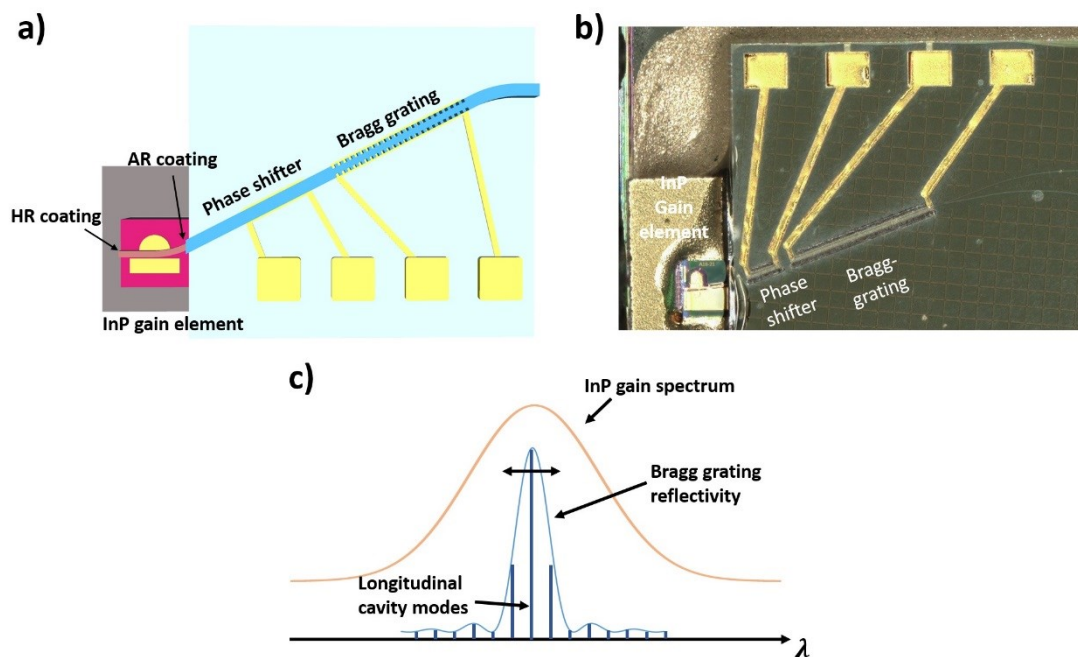 a)
Bragg grating
AR coating
Phase shifter
HR coating
InP gain element
b)
InP
Gain
element
Phase
shifter
Bragg-
grating
c)
InP gain spectrum
Bragg grating
reflectivity
Longitudinal
cavity modes
λ